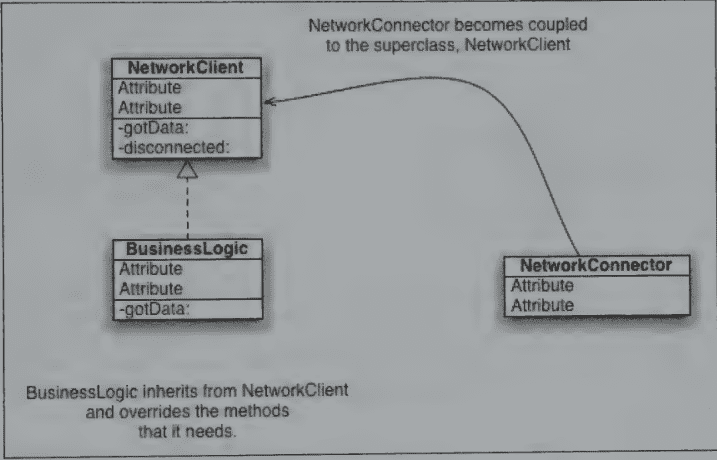 NetworkConnector becomes coupled
to the superclass, NetworkClient
NetworkClient
Attribute
Attribute
-gotData:
-disconnected:
BusinessLogic
Attribute
Attribute
-gotData:
NetworkConnector
Attribute
Attribute
BusinessLogic inherits from NetworkClient
and overrides the methods
that it needs.